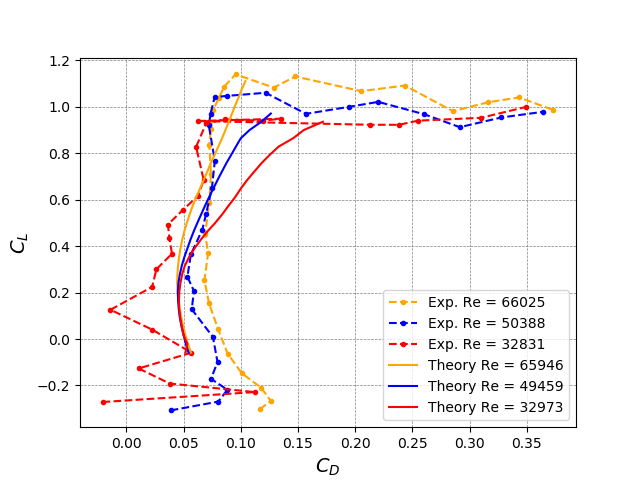 1.2
1.0
0.8
0.6
0.4
0.2
0.0
−0.2
C_L
Exp. Re = 66025
Exp. Re = 50388
Exp. Re = 32831
Theory Re = 65946
Theory Re = 49459
Theory Re = 32973
0.00 0.05 0.10 0.15 0.20 0.25 0.30 0.35
C_D